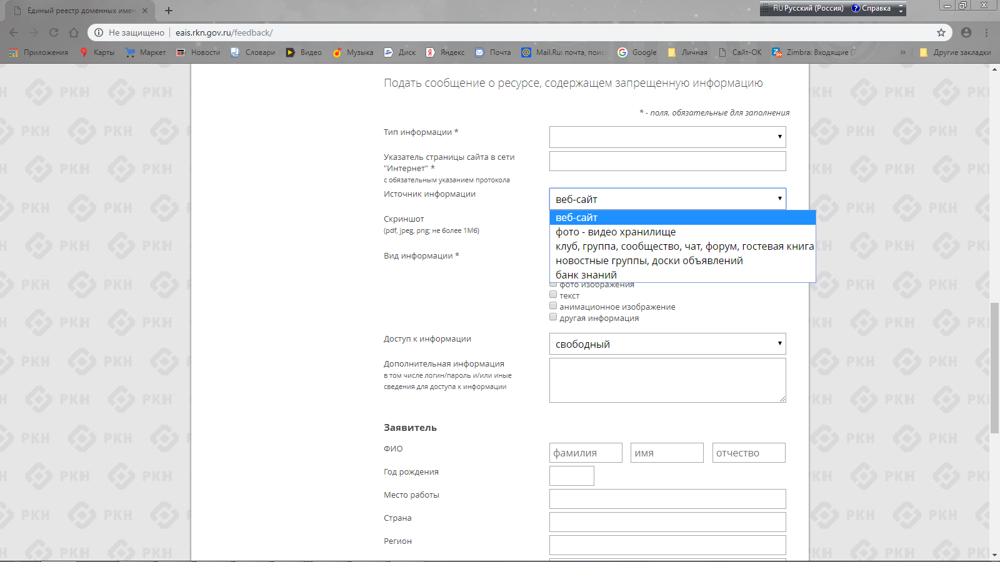 Единый реестр доменных имен
RU Русский (Россия) Справка
Не защищено eais.rkn.gov.ru/feedback/
Приложения Карты Маркет Новости Словари Видео Музыка Диск Яндекс Почта Mail.Ru: почта, поис Google Личная Сайт-ОК Zimbra: Входящие (7 » Другие закладки
Подать сообщение о ресурсе, содержащем запрещенную информацию
* - поля, обязательные для заполнения
Тип информации *
Указатель страницы сайта в сети
"Интернет" *
с обязательным указанием протокола
Источник информации
веб-сайт
веб-сайт
фото - видео хранилище
клуб, группа, сообщество, чат, форум, гостевая книга
новостные группы, доски объявлений
банк знаний
Скриншот
(pdf, jpeg, png; не более 1Мб)
Вид информации *
фото изображения
текст
анимационное изображение
другая информация
Доступ к информации
свободный
Дополнительная информация
в том числе логин/пароль и/или иные
сведения для доступа к информации
Заявитель
ФИО
фамилия имя отчество
Год рождения
Место работы
Страна
Регион
РКН